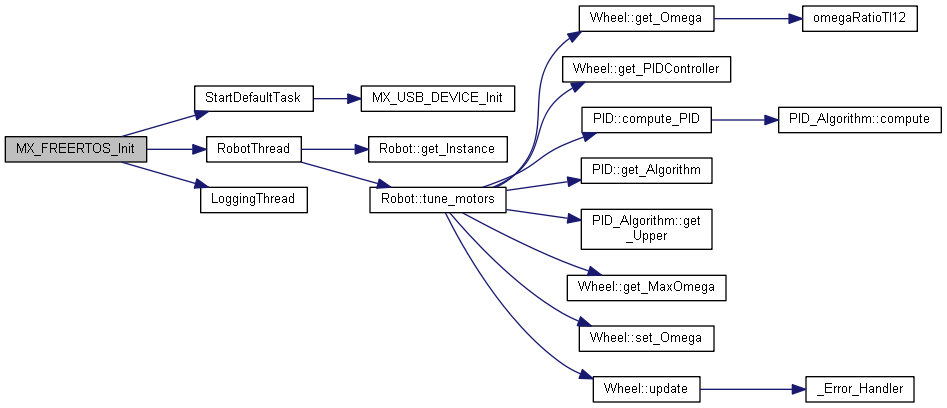 MX_FREERTOS_Init
StartDefaultTask
MX_USB_DEVICE_Init
RobotThread
Robot::get_Instance
LoggingThread
Robot::tune_motors
Wheel::get_Omega
omegaRatioTI12
Wheel::get_PIDController
PID::compute_PID
PID_Algorithm::compute
PID::get_Algorithm
PID_Algorithm::get
_Upper
Wheel::get_MaxOmega
Wheel::set_Omega
Wheel::update
_Error_Handler